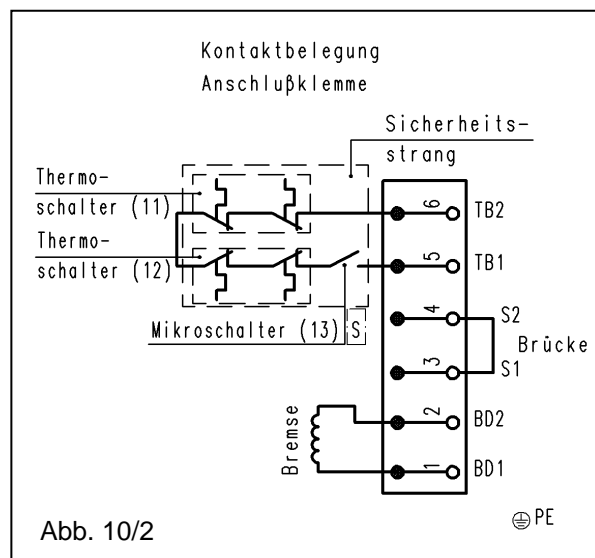 Kontaktbelegung
Anschlußklemme
Sicherheits-
strang
Thermo-
schalter (11)
Thermo-
schalter (12)
Mikroschalter (13) S
6 TB2
5 TB1
4 S2
Brücke
3 S1
2 BD2
1 BD1
Bremse
PE
Abb. 10/2